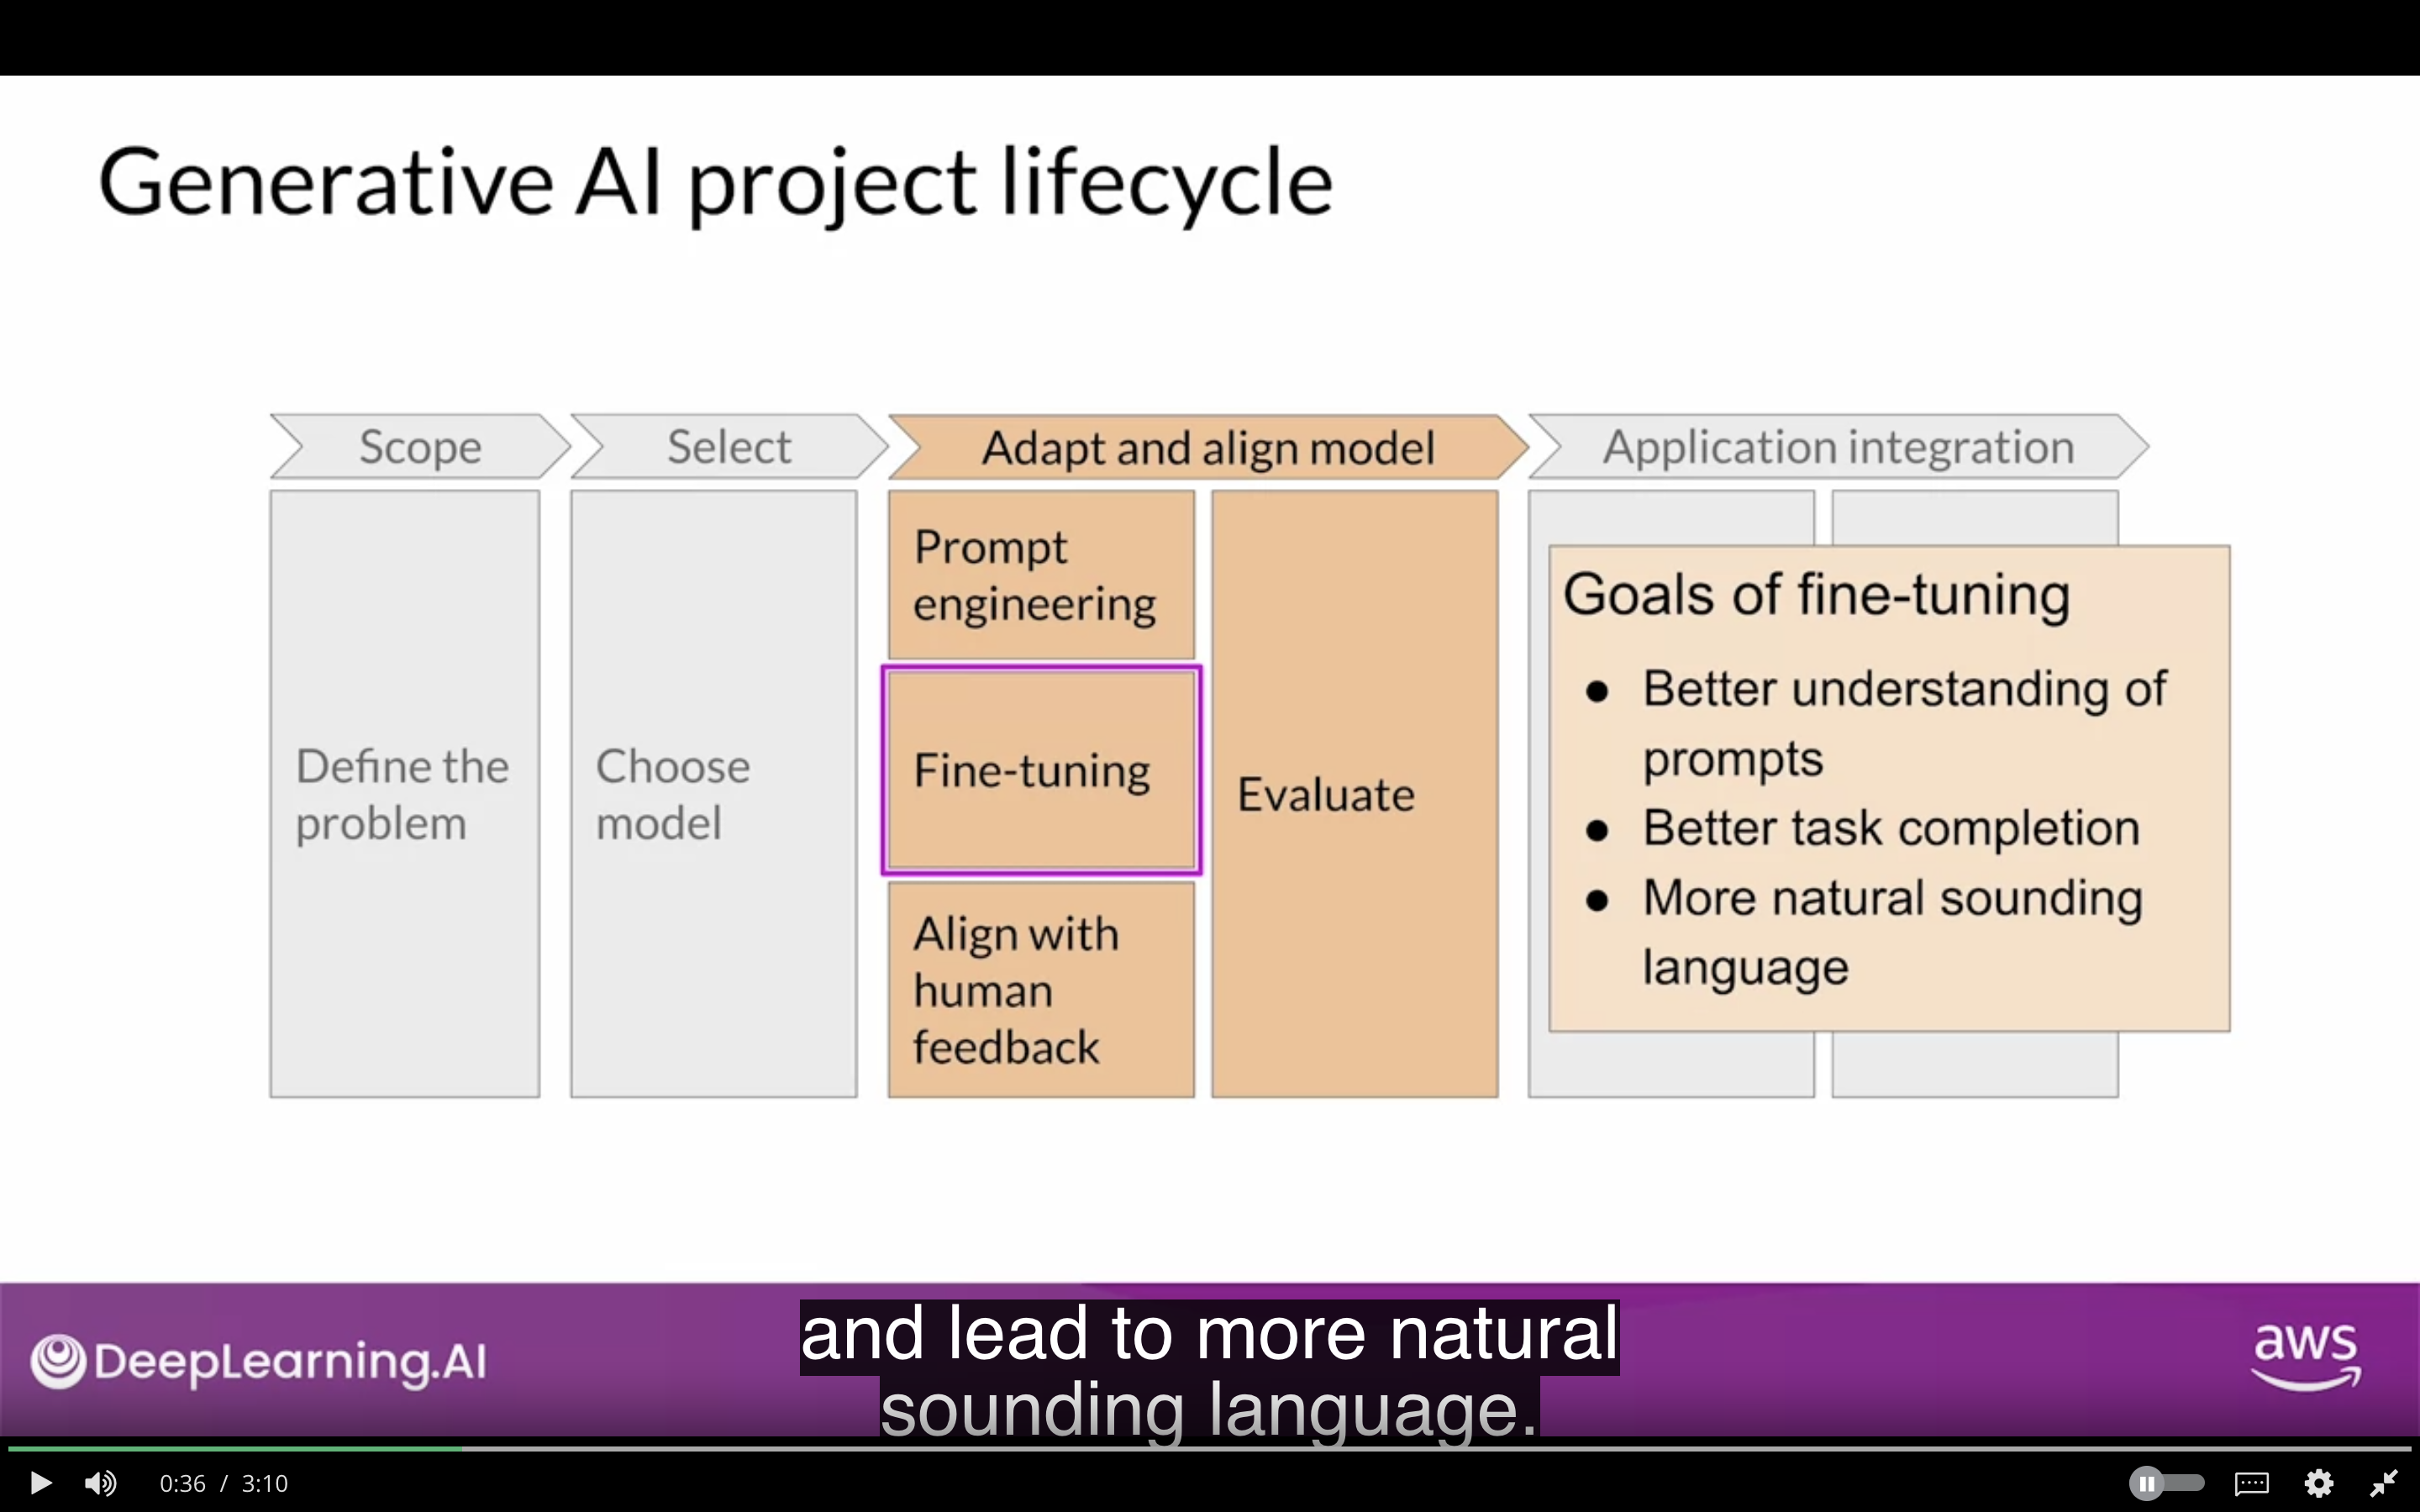 Generative AI project lifecycle
Scope
Select
Adapt and align model
Application integration
Define the
problem
Choose
model
Prompt
engineering
Fine-tuning
Align with
human
feedback
Evaluate
Goals of fine-tuning
● Better understanding of
prompts
● Better task completion
● More natural sounding
language
DeepLearning.AI
and lead to more natural
sounding language.
aws
0:36 / 3:10